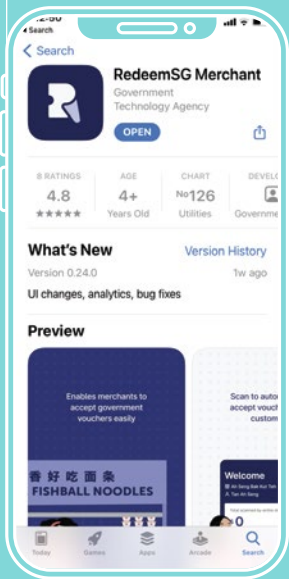 Search
Search
RedeemSG Merchant
Government
Technology Agency
OPEN
8 RATINGS
AGE
CHART
4.8
4+
No126
★★★★★
Years Old
Utilities
What's New
Version History
Version 0.24.0
1w ago
UI changes, analytics, bug fixes
Preview
Enables merchants to
accept government
vouchers easily
Scan to auto
accept vouch
custom
香好吃面条
FISHBALL NOODLES
Welcome
Today
Games
Apps
Arcade
Search